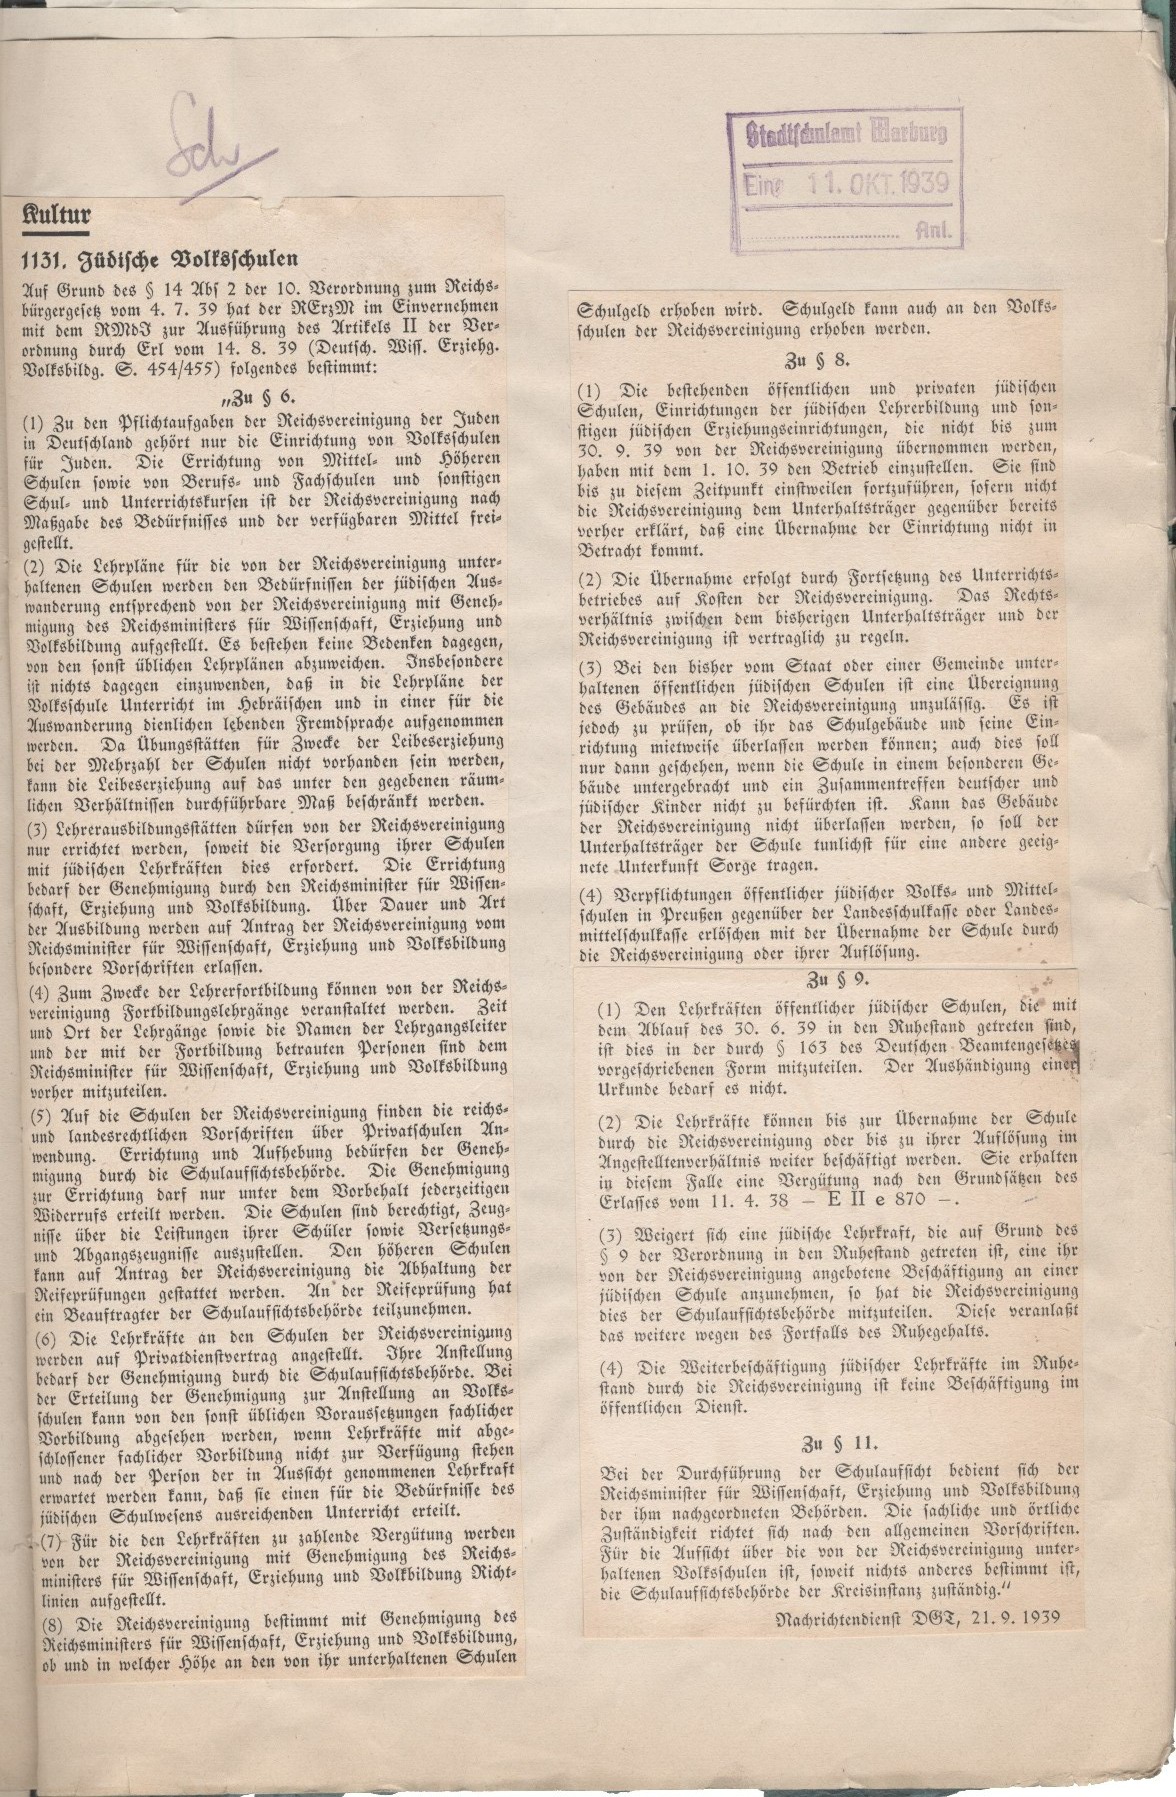 Sch
Stadtschulamt Marburg
Eing 11. OKT. 1939
Anl.
Kultur
1131. Jüdische Volksschulen
Auf Grund des § 14 Abs 2 der 10. Verordnung zum Reichs-
bürgergesetz vom 4. 7. 39 hat der RErzM im Einvernehmen
mit dem RMdJ zur Ausführung des Artikels II der Ver-
ordnung durch Erl vom 14. 8. 39 (Deutsch. Wiss. Erziehg.
Volksbildg. S. 454/455) folgendes bestimmt:
„Zu § 6.
(1) Zu den Pflichtaufgaben der Reichsvereinigung der Juden
in Deutschland gehört nur die Einrichtung von Volksschulen
für Juden. Die Errichtung von Mittel- und Höheren
Schulen sowie von Berufs- und Fachschulen und sonstigen
Schul- und Unterrichtskursen ist der Reichsvereinigung nach
Maßgabe des Bedürfnisses und der verfügbaren Mittel frei-
gestellt.
(2) Die Lehrpläne für die von der Reichsvereinigung unter-
haltenen Schulen werden den Bedürfnissen der jüdischen Aus-
wanderung entsprechend von der Reichsvereinigung mit Geneh-
migung des Reichsministers für Wissenschaft, Erziehung und
Volksbildung aufgestellt. Es bestehen keine Bedenken dagegen,
von den sonst üblichen Lehrplänen abzuweichen. Insbesondere
ist nichts dagegen einzuwenden, daß in die Lehrpläne der
Volksschule Unterricht im Hebräischen und in einer für die
Auswanderung dienlichen lebenden Fremdsprache aufgenommen
werden. Da Übungsstätten für Zwecke der Leibeserziehung
bei der Mehrzahl der Schulen nicht vorhanden sein werden,
kann die Leibeserziehung auf das unter den gegebenen räum-
lichen Verhältnissen durchführbare Maß beschränkt werden.
(3) Lehrerausbildungsstätten dürfen von der Reichsvereinigung
nur errichtet werden, soweit die Versorgung ihrer Schulen
mit jüdischen Lehrkräften dies erfordert. Die Errichtung
bedarf der Genehmigung durch den Reichsminister für Wissen-
schaft, Erziehung und Volksbildung. Über Dauer und Art
der Ausbildung werden auf Antrag der Reichsvereinigung vom
Reichsminister für Wissenschaft, Erziehung und Volksbildung
besondere Vorschriften erlassen.
(4) Zum Zwecke der Lehrerfortbildung können von der Reichs-
vereinigung Fortbildungslehrgänge veranstaltet werden. Zeit
und Ort der Lehrgänge sowie die Namen der Lehrgangsleiter
und der mit der Fortbildung betrauten Personen sind dem
Reichsminister für Wissenschaft, Erziehung und Volksbildung
vorher mitzuteilen.
(5) Auf die Schulen der Reichsvereinigung finden die reichs-
und landesrechtlichen Vorschriften über Privatschulen An-
wendung. Errichtung und Aufhebung bedürfen der Geneh-
migung durch die Schulaufsichtsbehörde. Die Genehmigung
zur Errichtung darf nur unter dem Vorbehalt jederzeitigen
Widerrufs erteilt werden. Die Schulen sind berechtigt, Zeug-
nisse über die Leistungen ihrer Schüler sowie Versetzungs-
und Abgangszeugnisse auszustellen. Den höheren Schulen
kann auf Antrag der Reichsvereinigung die Abhaltung der
Reifeprüfungen gestattet werden. An der Reifeprüfung hat
ein Beauftragter der Schulaufsichtsbehörde teilzunehmen.
(6) Die Lehrkräfte an den Schulen der Reichsvereinigung
werden auf Privatdienstvertrag angestellt. Ihre Anstellung
bedarf der Genehmigung durch die Schulaufsichtsbehörde. Bei
der Erteilung der Genehmigung zur Anstellung an Volks-
schulen kann von den sonst üblichen Voraussetzungen fachlicher
Vorbildung abgesehen werden, wenn Lehrkräfte mit abge-
schlossener fachlicher Vorbildung nicht zur Verfügung stehen
und nach der Person der in Aussicht genommenen Lehrkraft
erwartet werden kann, daß sie einen für die Bedürfnisse des
jüdischen Schulwesens ausreichenden Unterricht erteilt.
(7) Für die den Lehrkräften zu zahlende Vergütung werden
von der Reichsvereinigung mit Genehmigung des Reichs-
ministers für Wissenschaft, Erziehung und Volkbildung Richt-
linien aufgestellt.
(8) Die Reichsvereinigung bestimmt mit Genehmigung des
Reichsministers für Wissenschaft, Erziehung und Volksbildung,
ob und in welcher Höhe an den von ihr unterhaltenen Schulen
Schulgeld erhoben wird. Schulgeld kann auch an den Volks-
schulen der Reichsvereinigung erhoben werden.
Zu § 8.
(1) Die bestehenden öffentlichen und privaten jüdischen
Schulen, Einrichtungen der jüdischen Lehrerbildung und son-
stigen jüdischen Erziehungseinrichtungen, die nicht bis zum
30. 9. 39 von der Reichsvereinigung übernommen werden,
haben mit dem 1. 10. 39 den Betrieb einzustellen. Sie sind
bis zu diesem Zeitpunkt einstweilen fortzuführen, sofern nicht
die Reichsvereinigung dem Unterhaltsträger gegenüber bereits
vorher erklärt, daß eine Übernahme der Einrichtung nicht in
Betracht kommt.
(2) Die Übernahme erfolgt durch Fortsetzung des Unterrichts-
betriebes auf Kosten der Reichsvereinigung. Das Rechts-
verhältnis zwischen dem bisherigen Unterhaltsträger und der
Reichsvereinigung ist vertraglich zu regeln.
(3) Bei den bisher vom Staat oder einer Gemeinde unter-
haltenen öffentlichen jüdischen Schulen ist eine Übereignung
des Gebäudes an die Reichsvereinigung unzulässig. Es ist
jedoch zu prüfen, ob ihr das Schulgebäude und seine Ein-
richtung mietweise überlassen werden können; auch dies soll
nur dann geschehen, wenn die Schule in einem besonderen Ge-
bäude untergebracht und ein Zusammentreffen deutscher und
jüdischer Kinder nicht zu befürchten ist. Kann das Gebäude
der Reichsvereinigung nicht überlassen werden, so soll der
Unterhaltsträger der Schule tunlichst für eine andere geeig-
nete Unterkunft Sorge tragen.
(4) Verpflichtungen öffentlicher jüdischer Volks- und Mittel-
schulen in Preußen gegenüber der Landesschulkasse oder Landes-
mittelschulkasse erlöschen mit der Übernahme der Schule durch
die Reichsvereinigung oder ihrer Auflösung.
Zu § 9.
(1) Den Lehrkräften öffentlicher jüdischer Schulen, die mit
dem Ablauf des 30. 6. 39 in den Ruhestand getreten sind,
ist dies in der durch § 163 des Deutschen Beamtengesetzes
vorgeschriebenen Form mitzuteilen. Der Aushändigung einer
Urkunde bedarf es nicht.
(2) Die Lehrkräfte können bis zur Übernahme der Schule
durch die Reichsvereinigung oder bis zu ihrer Auflösung im
Angestelltenverhältnis weiter beschäftigt werden. Sie erhalten
in diesem Falle eine Vergütung nach den Grundsätzen des
Erlasses vom 11. 4. 38 — E II e 870 —.
(3) Weigert sich eine jüdische Lehrkraft, die auf Grund des
§ 9 der Verordnung in den Ruhestand getreten ist, eine ihr
von der Reichsvereinigung angebotene Beschäftigung an einer
jüdischen Schule anzunehmen, so hat die Reichsvereinigung
dies der Schulaufsichtsbehörde mitzuteilen. Diese veranlaßt
das weitere wegen des Fortfalls des Ruhegehalts.
(4) Die Weiterbeschäftigung jüdischer Lehrkräfte im Ruhe-
stand durch die Reichsvereinigung ist keine Beschäftigung im
öffentlichen Dienst.
Zu § 11.
Bei der Durchführung der Schulaufsicht bedient sich der
Reichsminister für Wissenschaft, Erziehung und Volksbildung
der ihm nachgeordneten Behörden. Die sachliche und örtliche
Zuständigkeit richtet sich nach den allgemeinen Vorschriften.
Für die Aufsicht über die von der Reichsvereinigung unter-
haltenen Volksschulen ist, soweit nichts anderes bestimmt ist,
die Schulaufsichtsbehörde der Kreisinstanz zuständig.“
Nachrichtendienst DGT, 21. 9. 1939